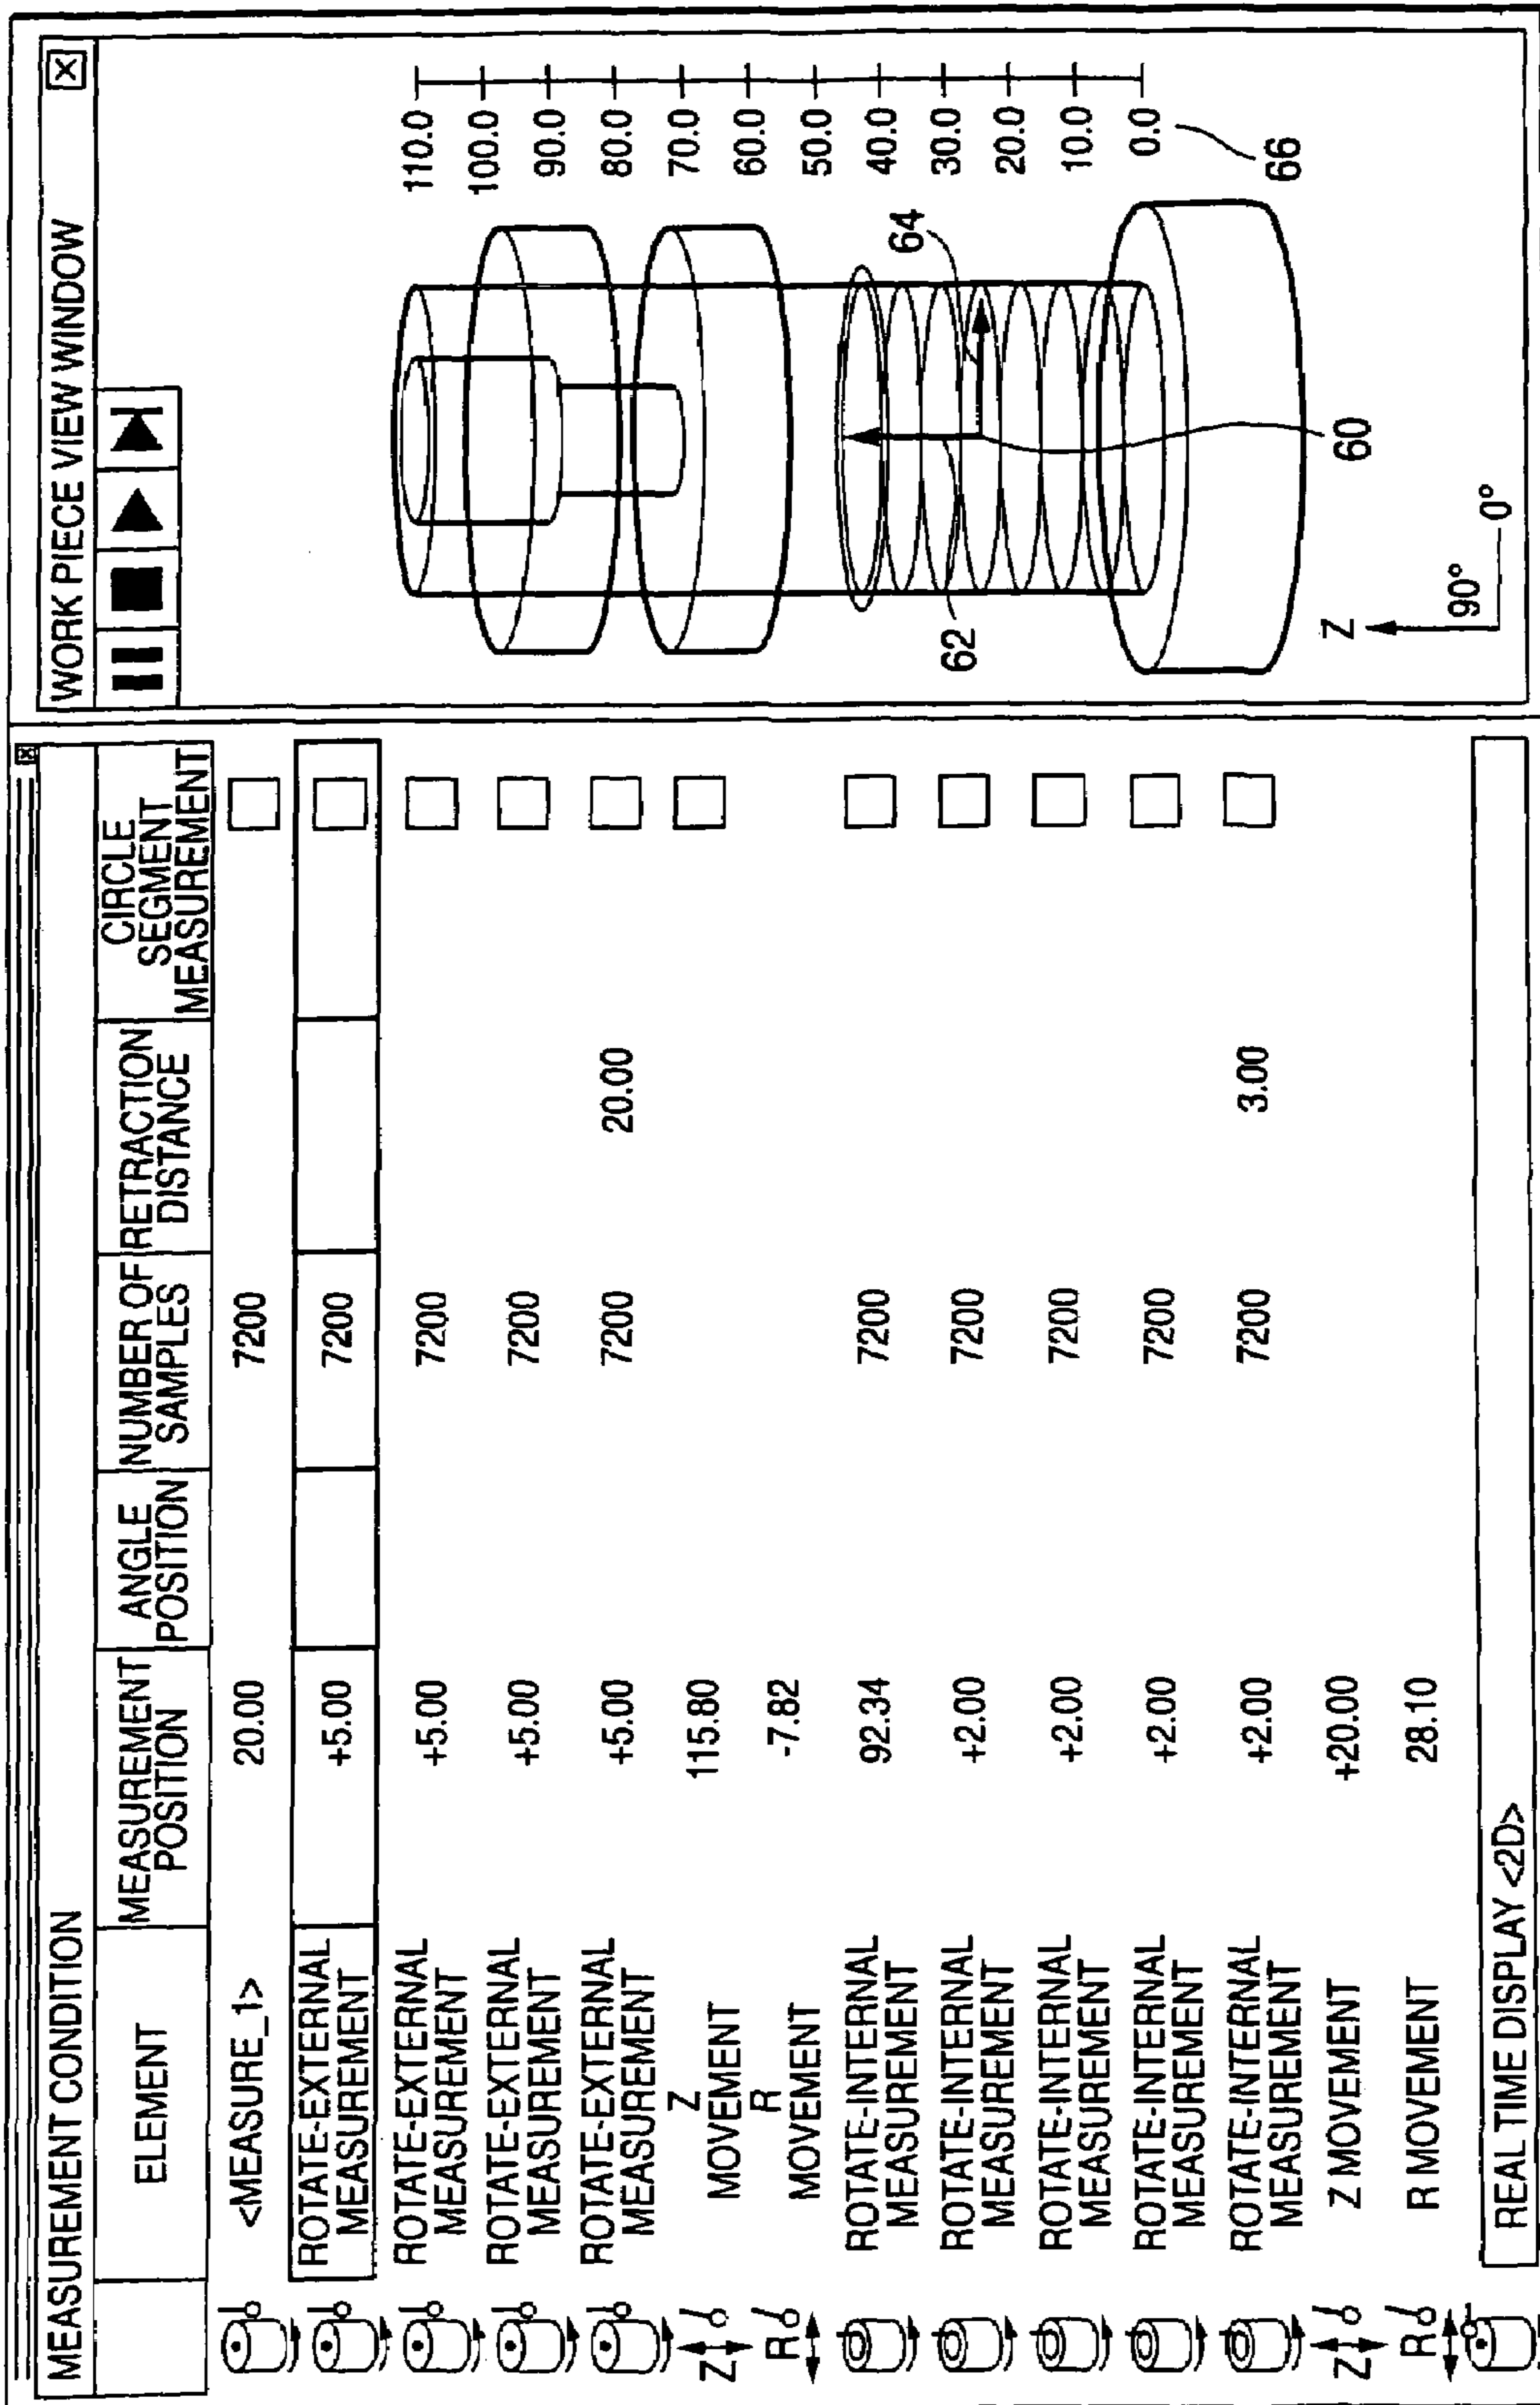 MEASUREMENT CONDITION
ELEMENT
MEASUREMENT
POSITION
ANGLE
POSITION
NUMBER OF
SAMPLES
RETRACTION
DISTANCE
CIRCLE
SEGMENT
MEASUREMENT
<MEASURE_1> 20.00 7200
ROTATE-EXTERNAL
MEASUREMENT +5.00 7200
ROTATE-EXTERNAL
MEASUREMENT +5.00 7200
ROTATE-EXTERNAL
MEASUREMENT +5.00 7200
ROTATE-EXTERNAL
MEASUREMENT +5.00 7200 20.00
Z Z
MOVEMENT 115.80
R R
MOVEMENT -7.82
ROTATE-INTERNAL
MEASUREMENT 92.34 7200
ROTATE-INTERNAL
MEASUREMENT +2.00 7200
ROTATE-INTERNAL
MEASUREMENT +2.00 7200
ROTATE-INTERNAL
MEASUREMENT +2.00 7200
ROTATE-INTERNAL
MEASUREMENT +2.00 7200 3.00
Z Z MOVEMENT +20.00
R R MOVEMENT 28.10
REAL TIME DISPLAY <2D>
WORK PIECE VIEW WINDOW
110.0
100.0
90.0
80.0
70.0
60.0
50.0
40.0
30.0
20.0
10.0
0.0
64
62
66
60
Z
90°
0°